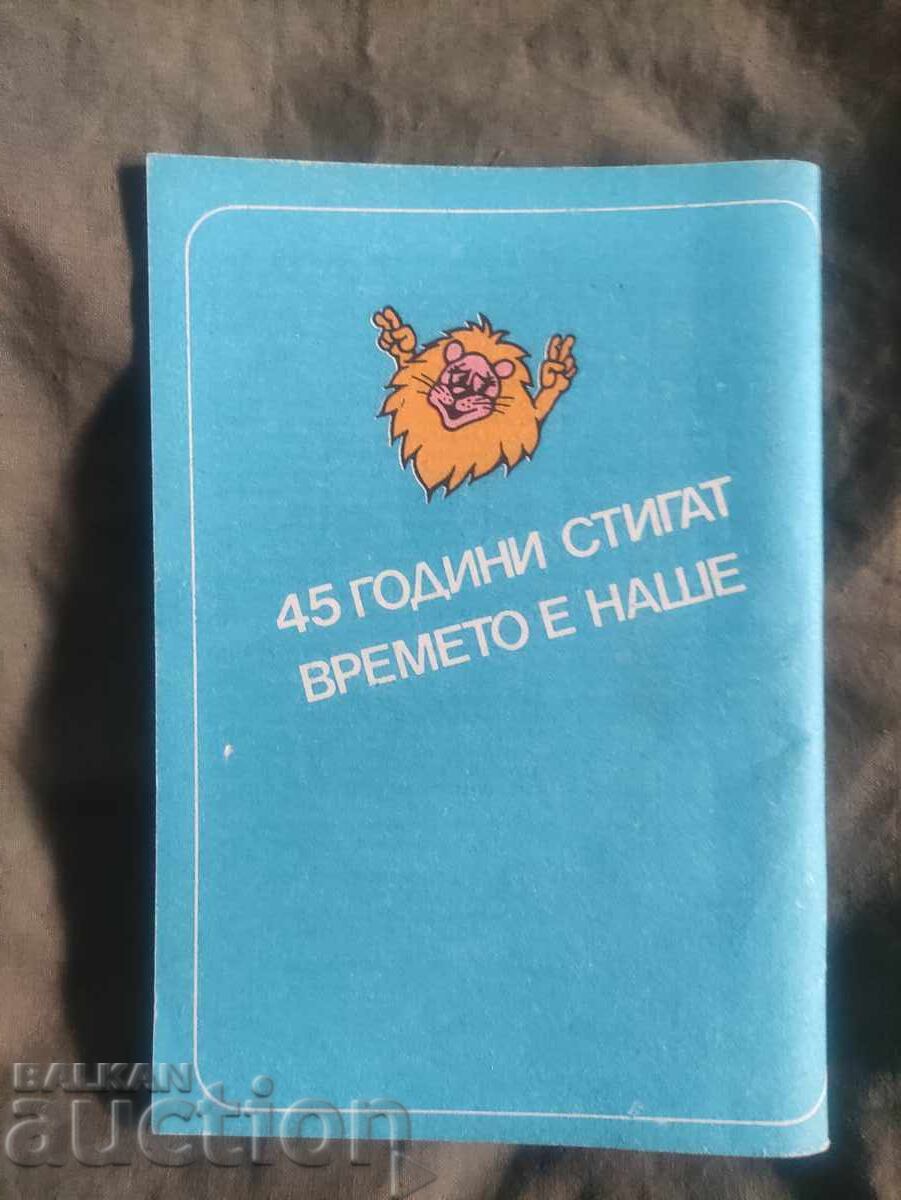 45 ГОДИНИ СТИГАТ
ВРЕМЕТО Е НАШЕ
BALKAN
auction